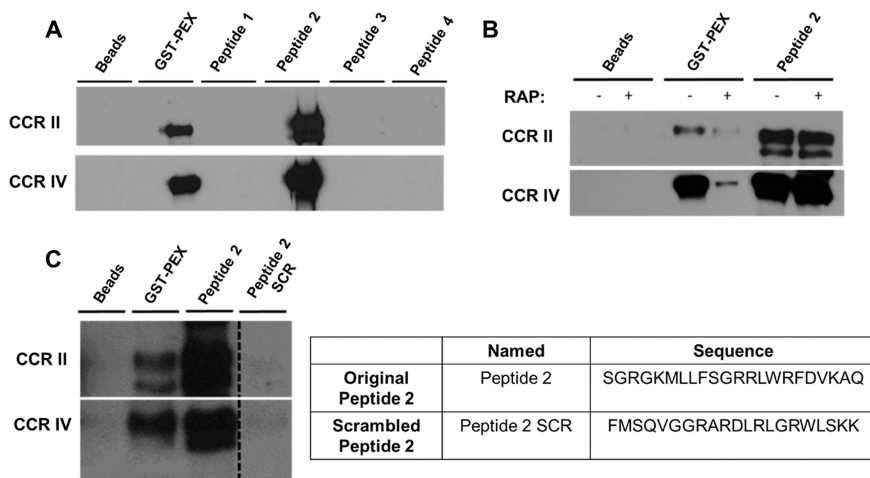 A
Beads
GST-PEX
Peptide 1
Peptide 2
Peptide 3
Peptide 4
CCR II
CCR IV
B
Beads
GST-PEX
Peptide 2
RAP: - + - + - +
CCR II
CCR IV
C
Beads
GST-PEX
Peptide 2
Peptide 2
SCR
CCR II
CCR IV
Named Sequence
Original
Peptide 2
Peptide 2
SGRGKMLLFSGRRLWRFDVKAQ
Scrambled
Peptide 2
Peptide 2 SCR
FMSQVGGRARDLRLGRWLSKK